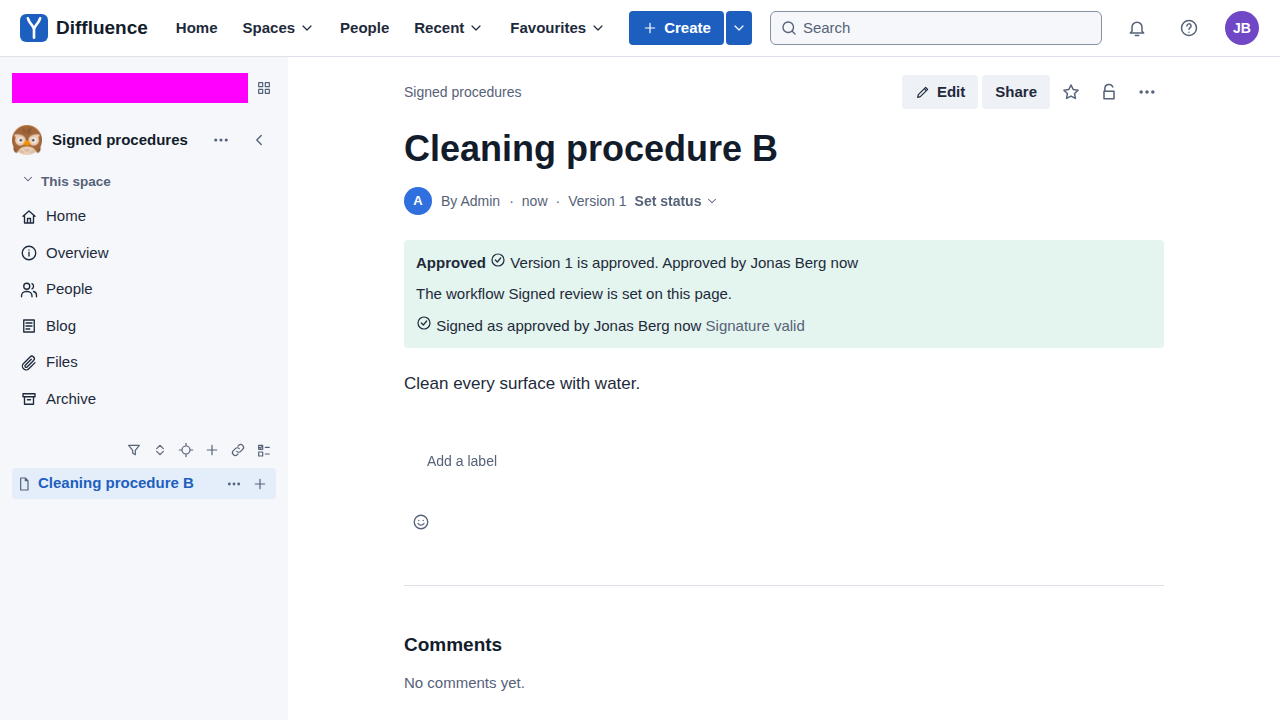 Diffluence
Home
Spaces
People
Recent
Favourites
Create
Search
JB
Signed procedures
This space
Home
Overview
People
Blog
Files
Archive
Cleaning procedure B
Signed procedures
Edit
Share
Cleaning procedure B
A
By Admin · now · Version 1 Set status
Approved Version 1 is approved. Approved by Jonas Berg now
The workflow Signed review is set on this page.
Signed as approved by Jonas Berg now Signature valid
Clean every surface with water.
Add a label
Comments
No comments yet.